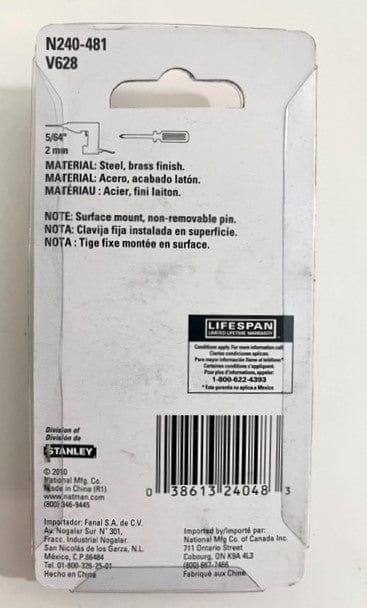 N240-481
V628
5/64"
2 mm
MATERIAL: Steel, brass finish.
MATERIAL: Acero, acabado latón.
MATÉRIAU : Acier, fini laiton.
NOTE: Surface mount, non-removable pin.
NOTA: Clavija fija instalada en superficie.
NOTA : Tige fixe montée en surface.
LIFESPAN
LIMITED LIFETIME WARRANTY
Conditions apply. For more information call
Ciertas condiciones aplican.
Para mayor información llame al teléfono*
Certaines conditions s'appliquent.
Pour plus d'informations, appeler
1-800-622-4393
*Esta garantía no aplica a Mexico
Division of
División de
STANLEY
© 2010
National Mfg. Co.
Made in China (R1)
www.natman.com
(800) 346-9445
0 38613 24048 3
Importador: Fanal S.A. de C.V.
Av. Nogalar Sur N° 301,
Fracc. Industrial Nogalar.
San Nicolás de los Garza, N.L.
México, C.P.66484
Tel. 01-800-326-25-01
Hecho en China
Imported by/importé par:
National Mfg. Co. of Canada Inc.
711 Ontario Street
Cobourg, ON K9A 4L3
(800) 667-7466
Fabriqué aux Chine